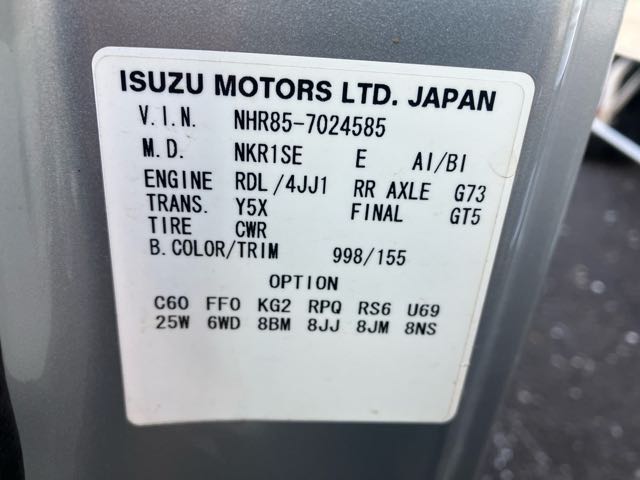 ISUZU MOTORS LTD. JAPAN
V.I.N. NHR85-7024585
M.D. NKR1SE E AI/BI
ENGINE RDL/4JJ1 RR AXLE G73
TRANS. Y5X FINAL GT5
TIRE CWR
B.COLOR/TRIM 998/155
OPTION
C60 FF0 KG2 RPQ RS6 U69
25W 6WD 8BM 8JJ 8JM 8NS